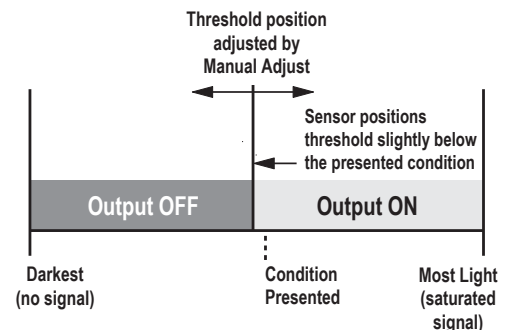 Threshold position
adjusted by
Manual Adjust
Sensor positions
threshold slightly below
the presented condition
Output OFF
Output ON
Darkest
(no signal)
Condition
Presented
Most Light
(saturated
signal)